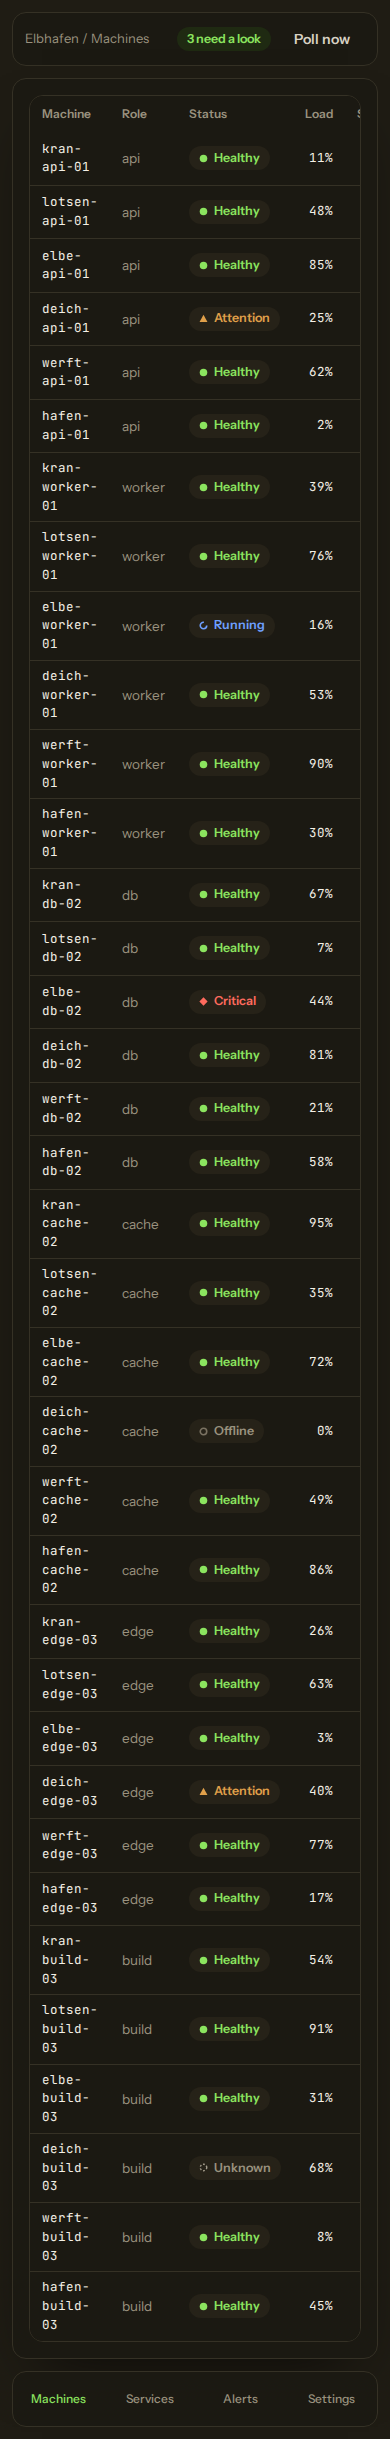 Elbhafen / Machines 3 need a look Poll now
Machine Role Status Load
kran-
api-01 api Healthy 11%
lotsen-
api-01 api Healthy 48%
elbe-
api-01 api Healthy 85%
deich-
api-01 api Attention 25%
werft-
api-01 api Healthy 62%
hafen-
api-01 api Healthy 2%
kran-
worker- worker Healthy 39%
01
lotsen-
worker- worker Healthy 76%
01
elbe-
worker- worker Running 16%
01
deich-
worker- worker Healthy 53%
01
werft-
worker- worker Healthy 90%
01
hafen-
worker- worker Healthy 30%
01
kran-
db-02 db Healthy 67%
lotsen-
db-02 db Healthy 7%
elbe-
db-02 db Critical 44%
deich-
db-02 db Healthy 81%
werft-
db-02 db Healthy 21%
hafen-
db-02 db Healthy 58%
kran-
cache- cache Healthy 95%
02
lotsen-
cache- cache Healthy 35%
02
elbe-
cache- cache Healthy 72%
02
deich-
cache- cache Offline 0%
02
werft-
cache- cache Healthy 49%
02
hafen-
cache- cache Healthy 86%
02
kran-
edge-03 edge Healthy 26%
lotsen-
edge-03 edge Healthy 63%
elbe-
edge-03 edge Healthy 3%
deich-
edge-03 edge Attention 40%
werft-
edge-03 edge Healthy 77%
hafen-
edge-03 edge Healthy 17%
kran-
build- build Healthy 54%
03
lotsen-
build- build Healthy 91%
03
elbe-
build- build Healthy 31%
03
deich-
build- build Unknown 68%
03
werft-
build- build Healthy 8%
03
hafen-
build- build Healthy 45%
03
Machines Services Alerts Settings